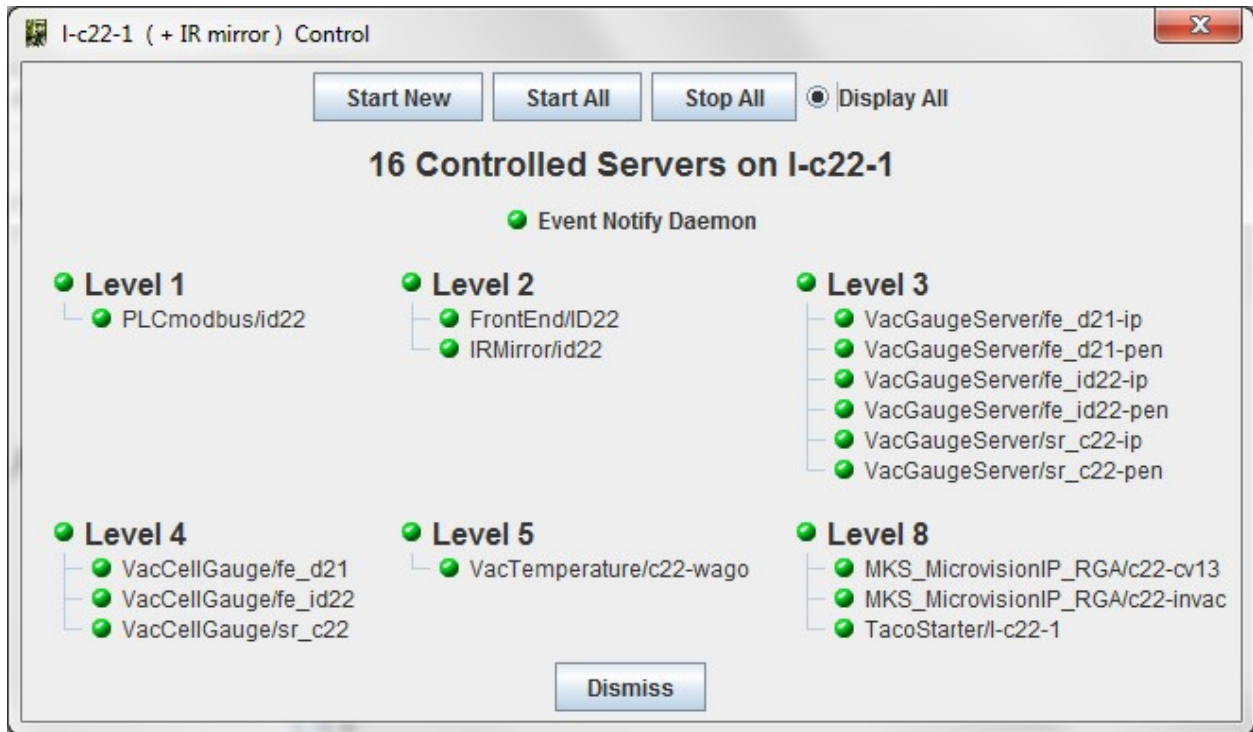 l-c22-1 ( + IR mirror ) Control
Start New Start All Stop All Display All
16 Controlled Servers on l-c22-1
Event Notify Daemon
Level 1
PLCmodbus/id22
Level 2
FrontEnd/ID22
IRMirror/id22
Level 3
VacGaugeServer/fe_d21-ip
VacGaugeServer/fe_d21-pen
VacGaugeServer/fe_id22-ip
VacGaugeServer/fe_id22-pen
VacGaugeServer/sr_c22-ip
VacGaugeServer/sr_c22-pen
Level 4
VacCellGauge/fe_d21
VacCellGauge/fe_id22
VacCellGauge/sr_c22
Level 5
VacTemperature/c22-wago
Level 8
MKS_MicrovisionIP_RGA/c22-cv13
MKS_MicrovisionIP_RGA/c22-invac
TacoStarter/l-c22-1
Dismiss